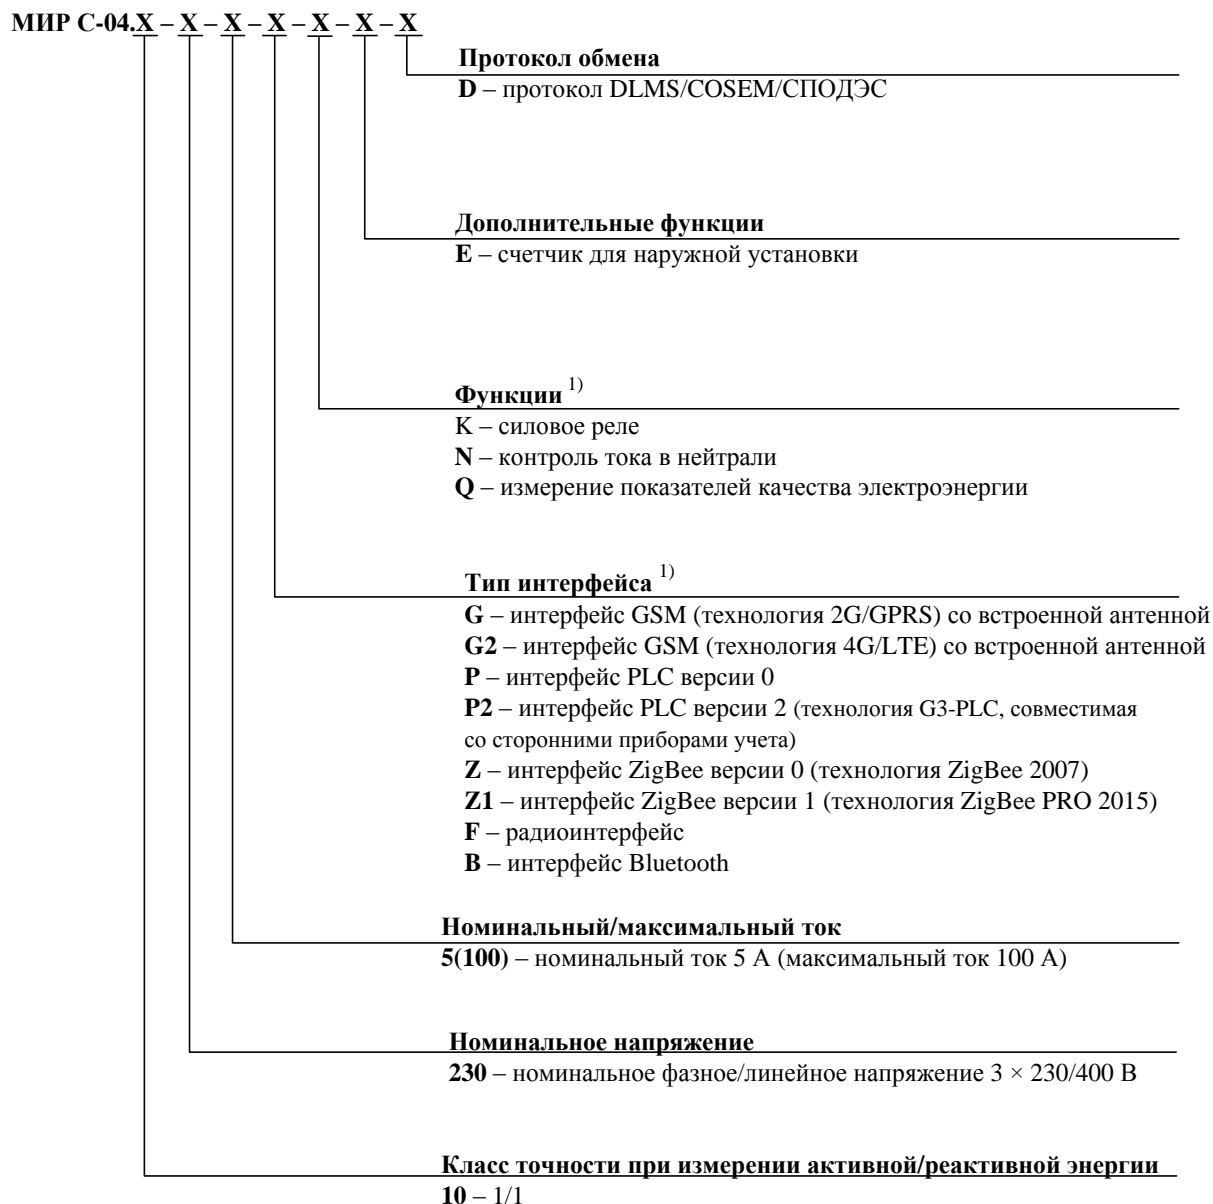 МИР С-04.X – X – X – X – X – X – X
Протокол обмена
D – протокол DLMS/COSEM/СПОДЭС
Дополнительные функции
E – счетчик для наружной установки
Функции 1)
K – силовое реле
N – контроль тока в нейтрали
Q – измерение показателей качества электроэнергии
Тип интерфейса 1)
G – интерфейс GSM (технология 2G/GPRS) со встроенной антенной
G2 – интерфейс GSM (технология 4G/LTE) со встроенной антенной
P – интерфейс PLC версии 0
P2 – интерфейс PLC версии 2 (технология G3-PLC, совместимая
со сторонними приборами учета)
Z – интерфейс ZigBee версии 0 (технология ZigBee 2007)
Z1 – интерфейс ZigBee версии 1 (технология ZigBee PRO 2015)
F – радиоинтерфейс
B – интерфейс Bluetooth
Номинальный/максимальный ток
5(100) – номинальный ток 5 А (максимальный ток 100 А)
Номинальное напряжение
230 – номинальное фазное/линейное напряжение 3 × 230/400 В
Класс точности при измерении активной/реактивной энергии
10 – 1/1